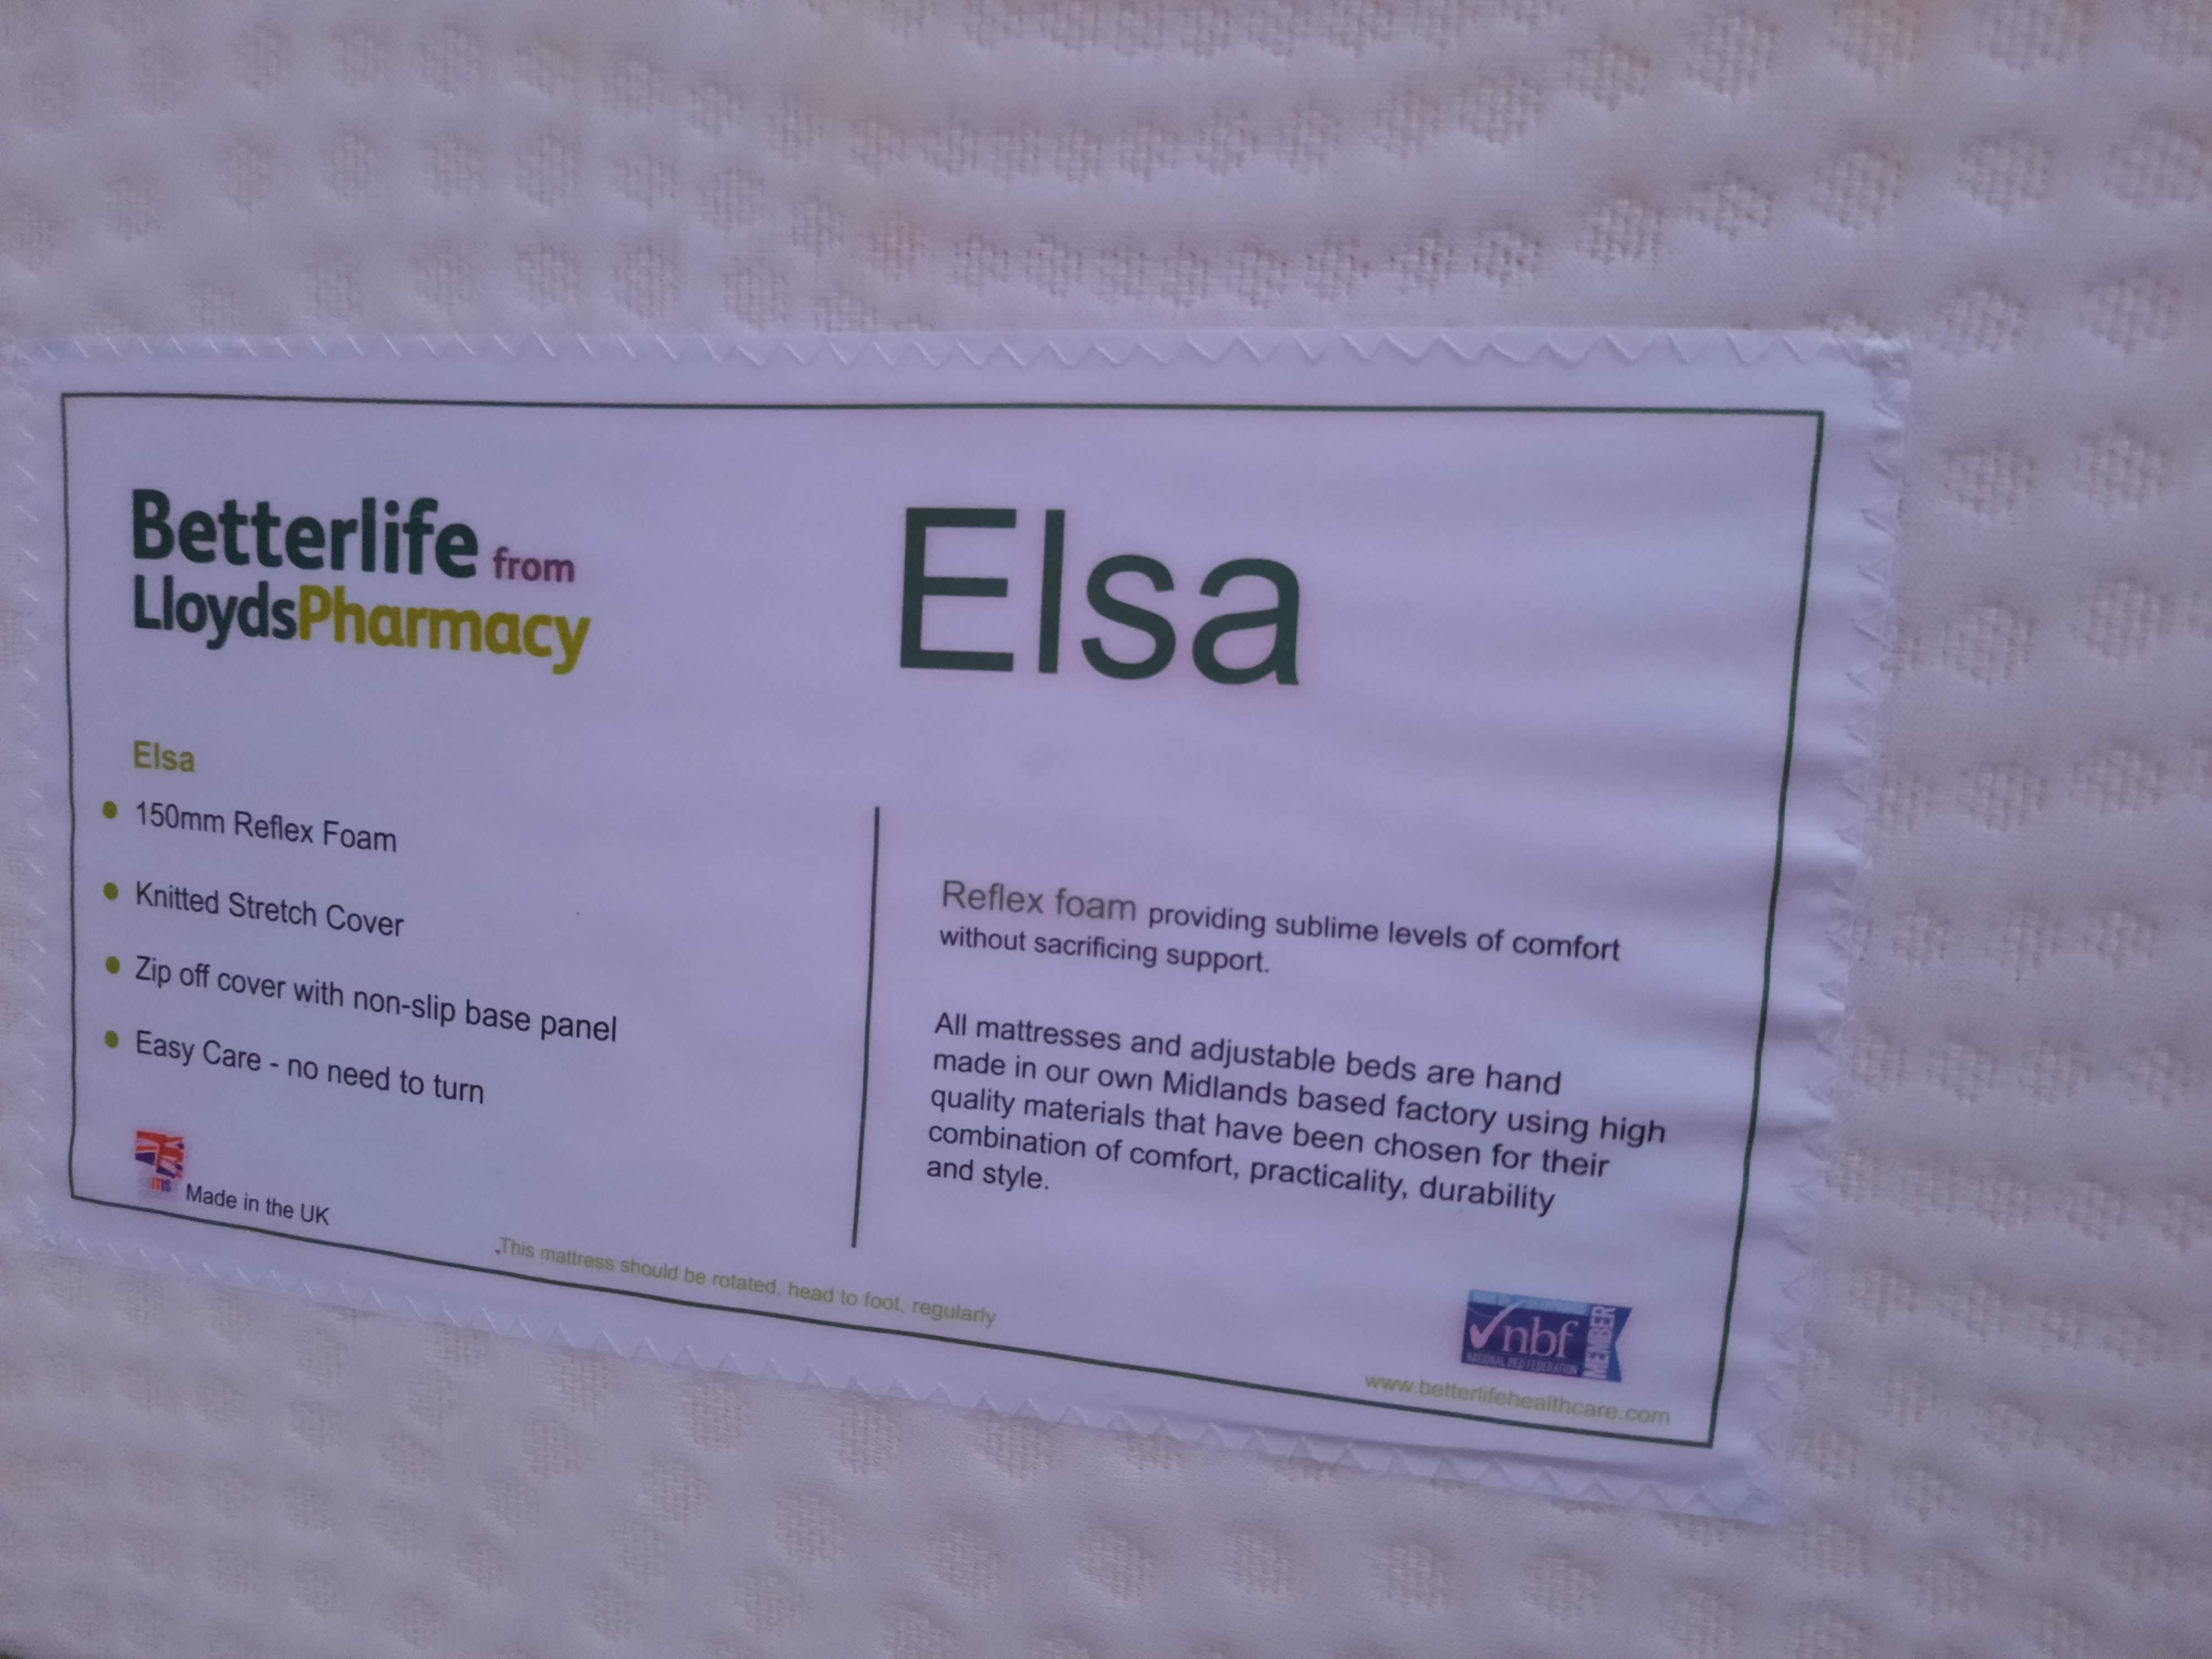 Betterlife from
LloydsPharmacy
Elsa
Elsa
150mm Reflex Foam
Knitted Stretch Cover
Zip off cover with non-slip base panel
Easy Care - no need to turn
Made in the UK
Reflex foam providing sublime levels of comfort
without sacrificing support.
All mattresses and adjustable beds are hand
made in our own Midlands based factory using high
quality materials that have been chosen for their
combination of comfort, practicality, durability
and style.
.This mattress should be rotated, head to foot, regularly
nbf
NATIONAL BED FEDERATION
MEMBER
www.betterlifehealthcare.com